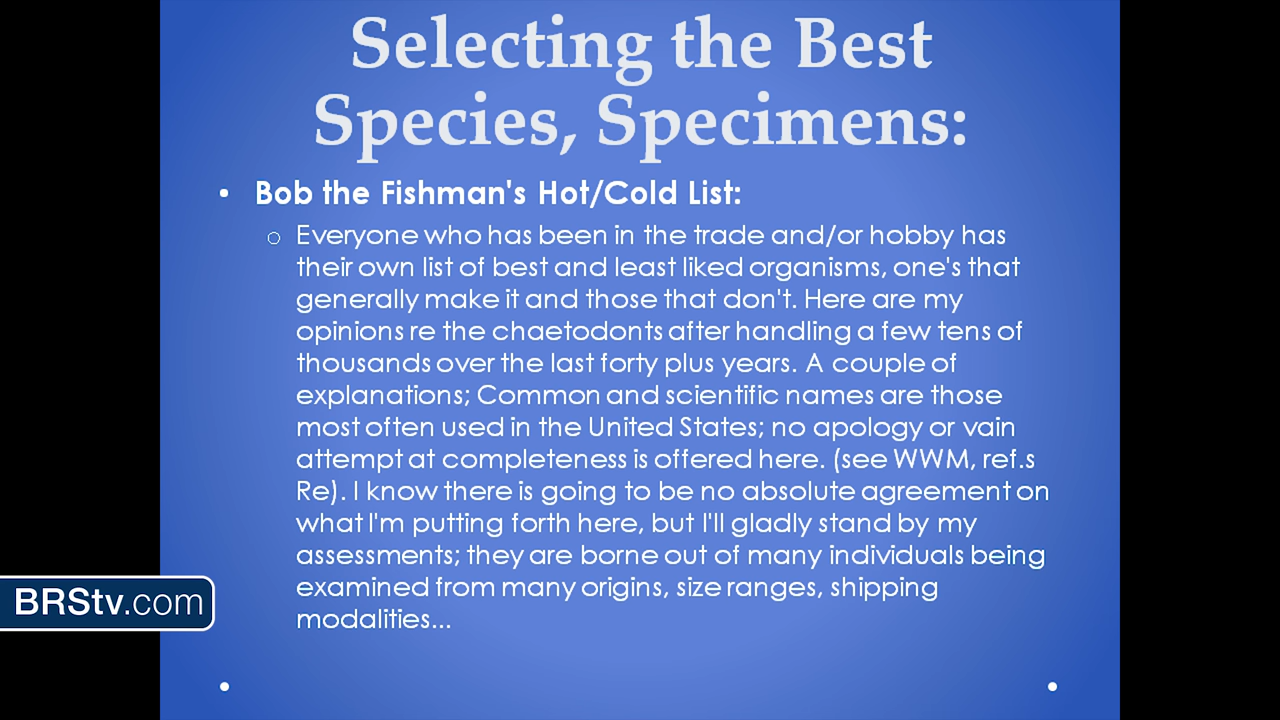 Selecting the Best
Species, Specimens:
• Bob the Fishman's Hot/Cold List:
o Everyone who has been in the trade and/or hobby has
their own list of best and least liked organisms, one's that
generally make it and those that don't. Here are my
opinions re the chaetodonts after handling a few tens of
thousands over the last forty plus years. A couple of
explanations; Common and scientific names are those
most often used in the United States; no apology or vain
attempt at completeness is offered here. (see WWM, ref.s
Re). I know there is going to be no absolute agreement on
what I'm putting forth here, but I'll gladly stand by my
assessments; they are borne out of many individuals being
examined from many origins, size ranges, shipping
modalities...
BRStv.com